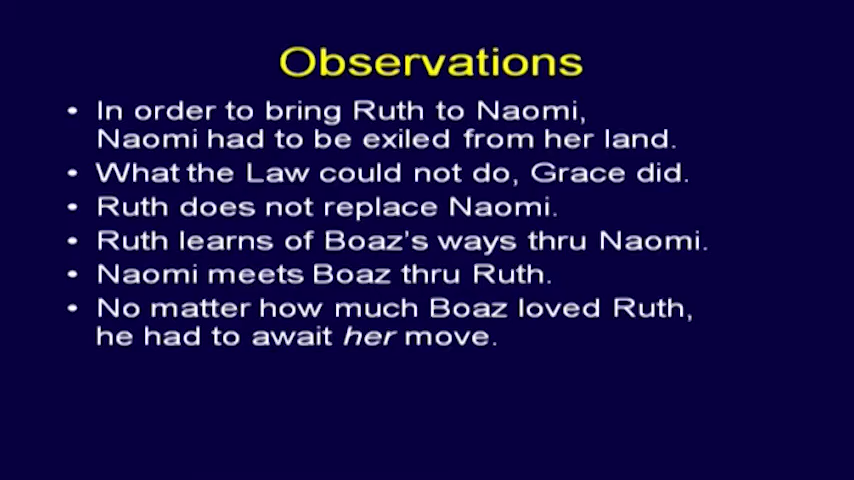 Observations
• In order to bring Ruth to Naomi,
Naomi had to be exiled from her land.
• What the Law could not do, Grace did.
• Ruth does not replace Naomi.
• Ruth learns of Boaz's ways thru Naomi.
• Naomi meets Boaz thru Ruth.
• No matter how much Boaz loved Ruth,
he had to await her move.